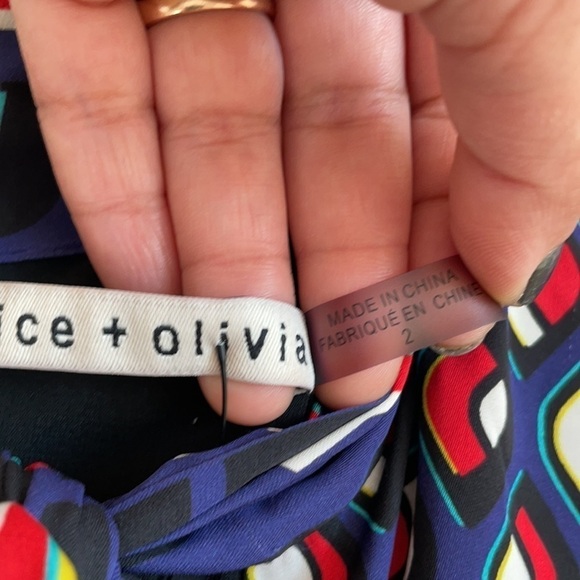 ice + olivia
MADE IN CHINA
FABRIQUÉ EN CHINE
2